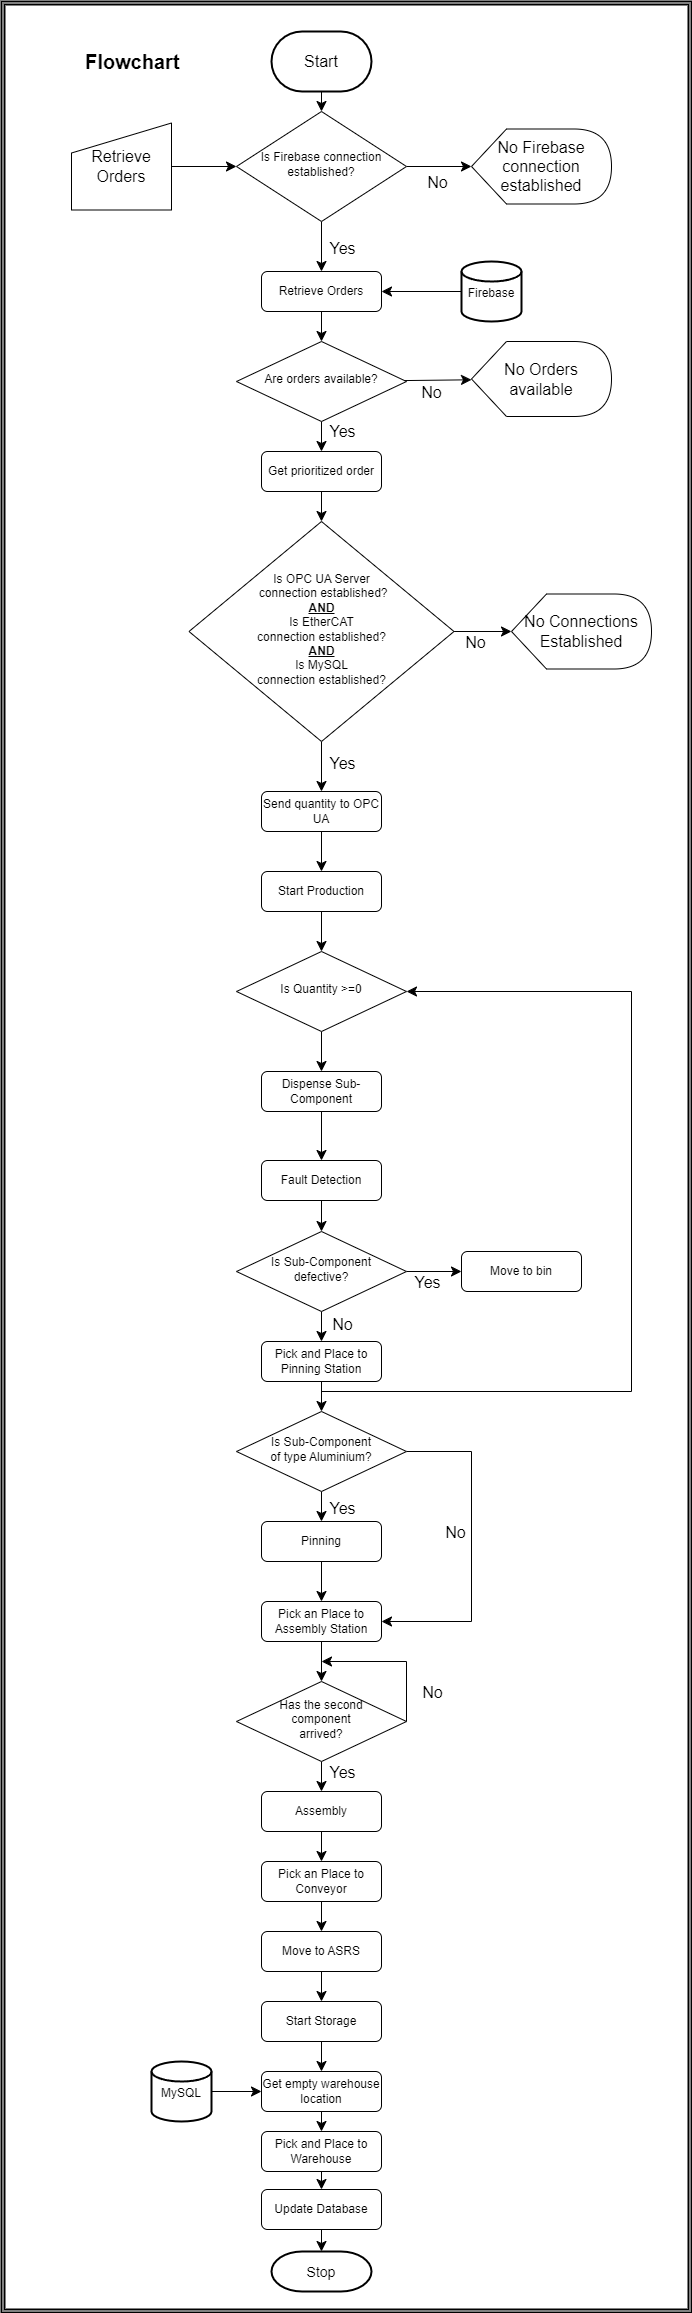 Flowchart
Start
Retrieve
Orders
Is Firebase connection
established?
No
No Firebase
connection
established
Yes
Retrieve Orders
Firebase
Are orders available?
No
No Orders
available
Yes
Get prioritized order
Is OPC UA Server
connection established?
AND
Is EtherCAT
connection established?
AND
Is MySQL
connection established?
No
No Connections
Established
Yes
Send quantity to OPC
UA
Start Production
Is Quantity >=0
Dispense Sub-
Component
Fault Detection
Is Sub-Component
defective?
Yes
Move to bin
No
Pick and Place to
Pinning Station
Is Sub-Component
of type Aluminium?
Yes
No
Pinning
Pick an Place to
Assembly Station
Has the second
component
arrived?
No
Yes
Assembly
Pick an Place to
Conveyor
Move to ASRS
Start Storage
MySQL
Get empty warehouse
location
Pick and Place to
Warehouse
Update Database
Stop